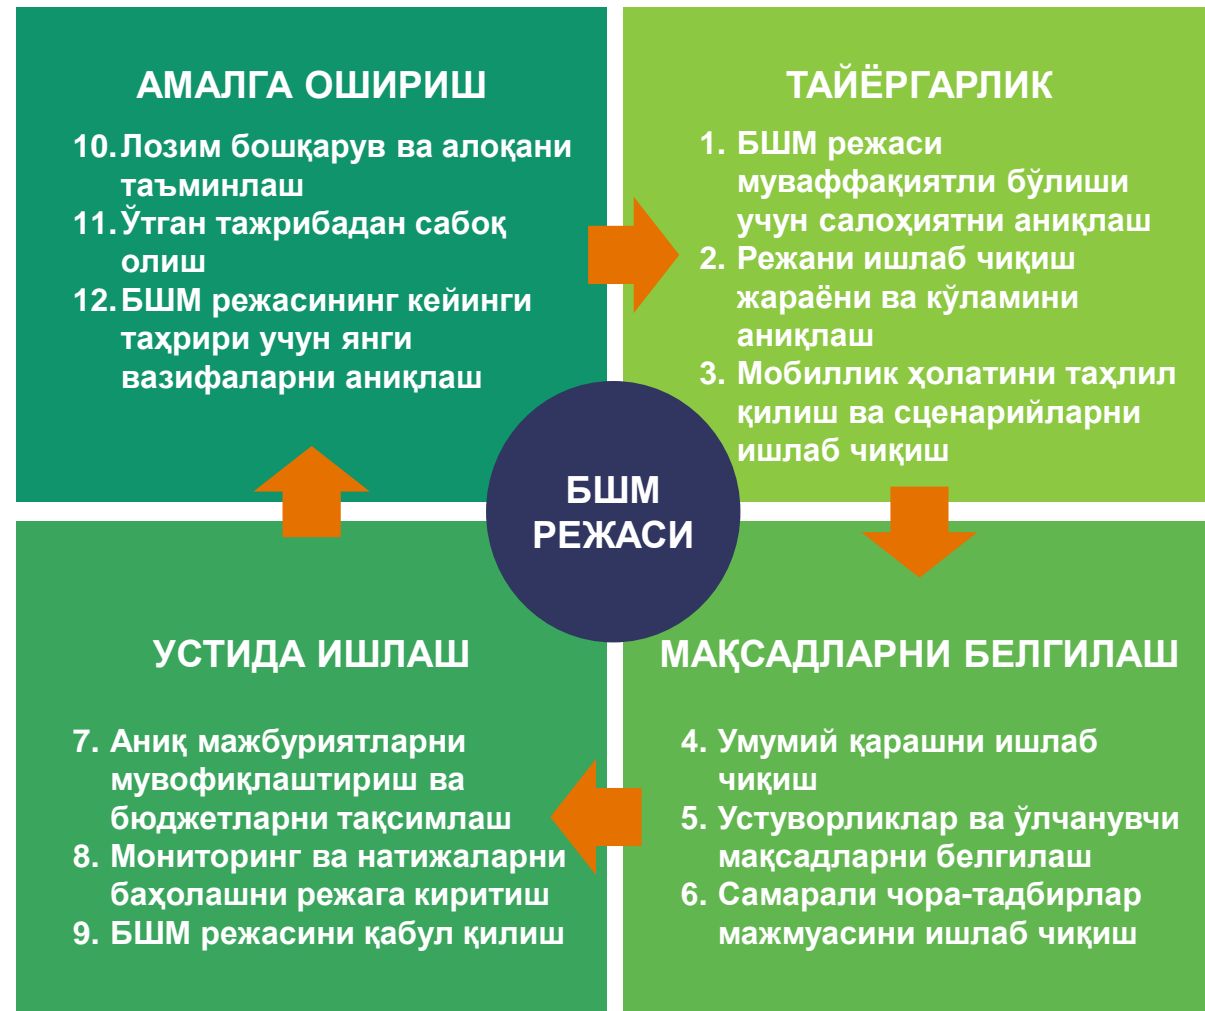 АМАЛГА ОШИРИШ
10. Лозим бошқарув ва алоқани
таъминлаш
11. Ўтган тажрибадан сабоқ
олиш
12. БШМ режасининг кейинги
таҳрири учун янги
вазифаларни аниқлаш
ТАЙЁРГАРЛИК
1. БШМ режаси
муваффақиятли бўлиши
учун салоҳиятни аниқлаш
2. Режани ишлаб чиқиш
жараёни ва кўламини
аниқлаш
3. Мобиллик ҳолатини таҳлил
қилиш ва сценарийларни
ишлаб чиқиш
БШМ
РЕЖАСИ
УСТИДА ИШЛАШ
7. Аниқ мажбуриятларни
мувофиқлаштириш ва
бюджетларни тақсимлаш
8. Мониторинг ва натижаларни
баҳолашни режага киритиш
9. БШМ режасини қабул қилиш
МАҚСАДЛАРНИ БЕЛГИЛАШ
4. Умумий қарашни ишлаб
чиқиш
5. Устуворликлар ва ўлчанувчи
мақсадларни белгилаш
6. Самарали чора-тадбирлар
мажмуасини ишлаб чиқиш